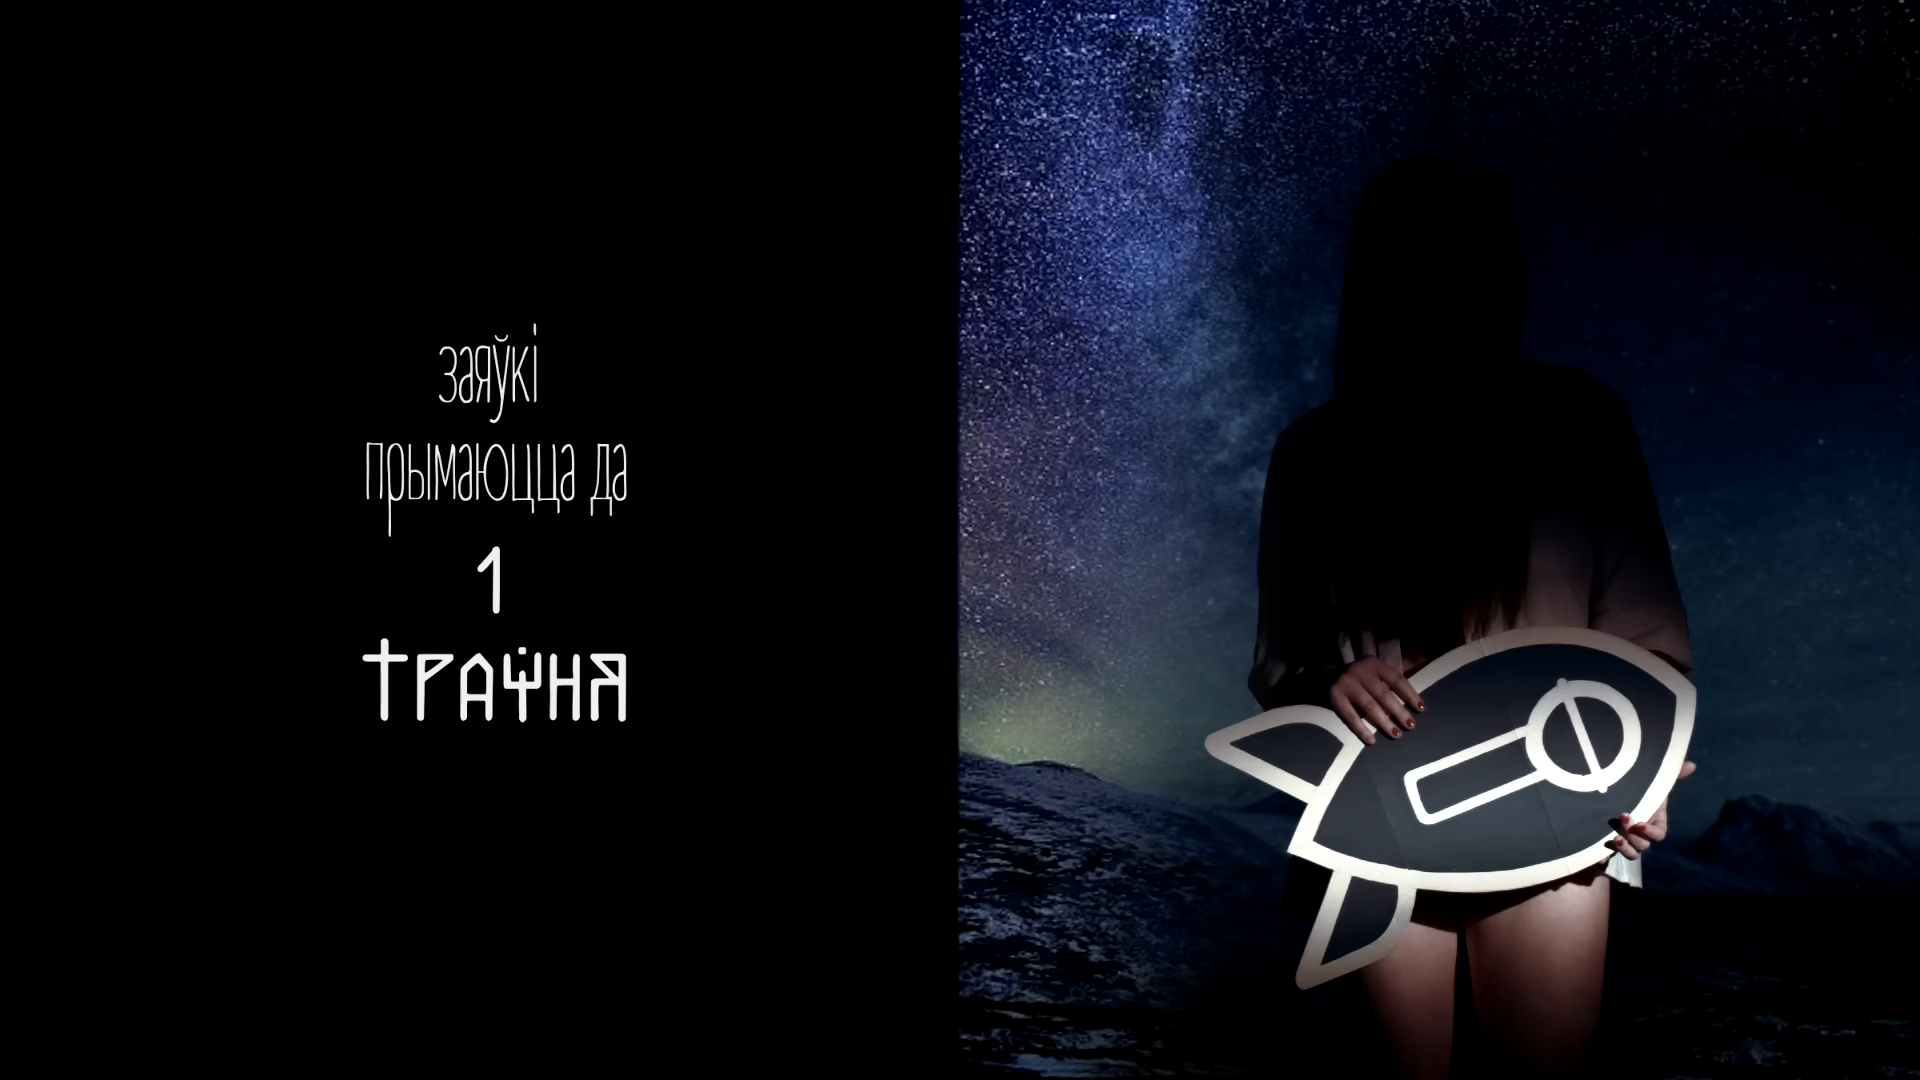 заяўкі
прымаюцца да
1
траўня